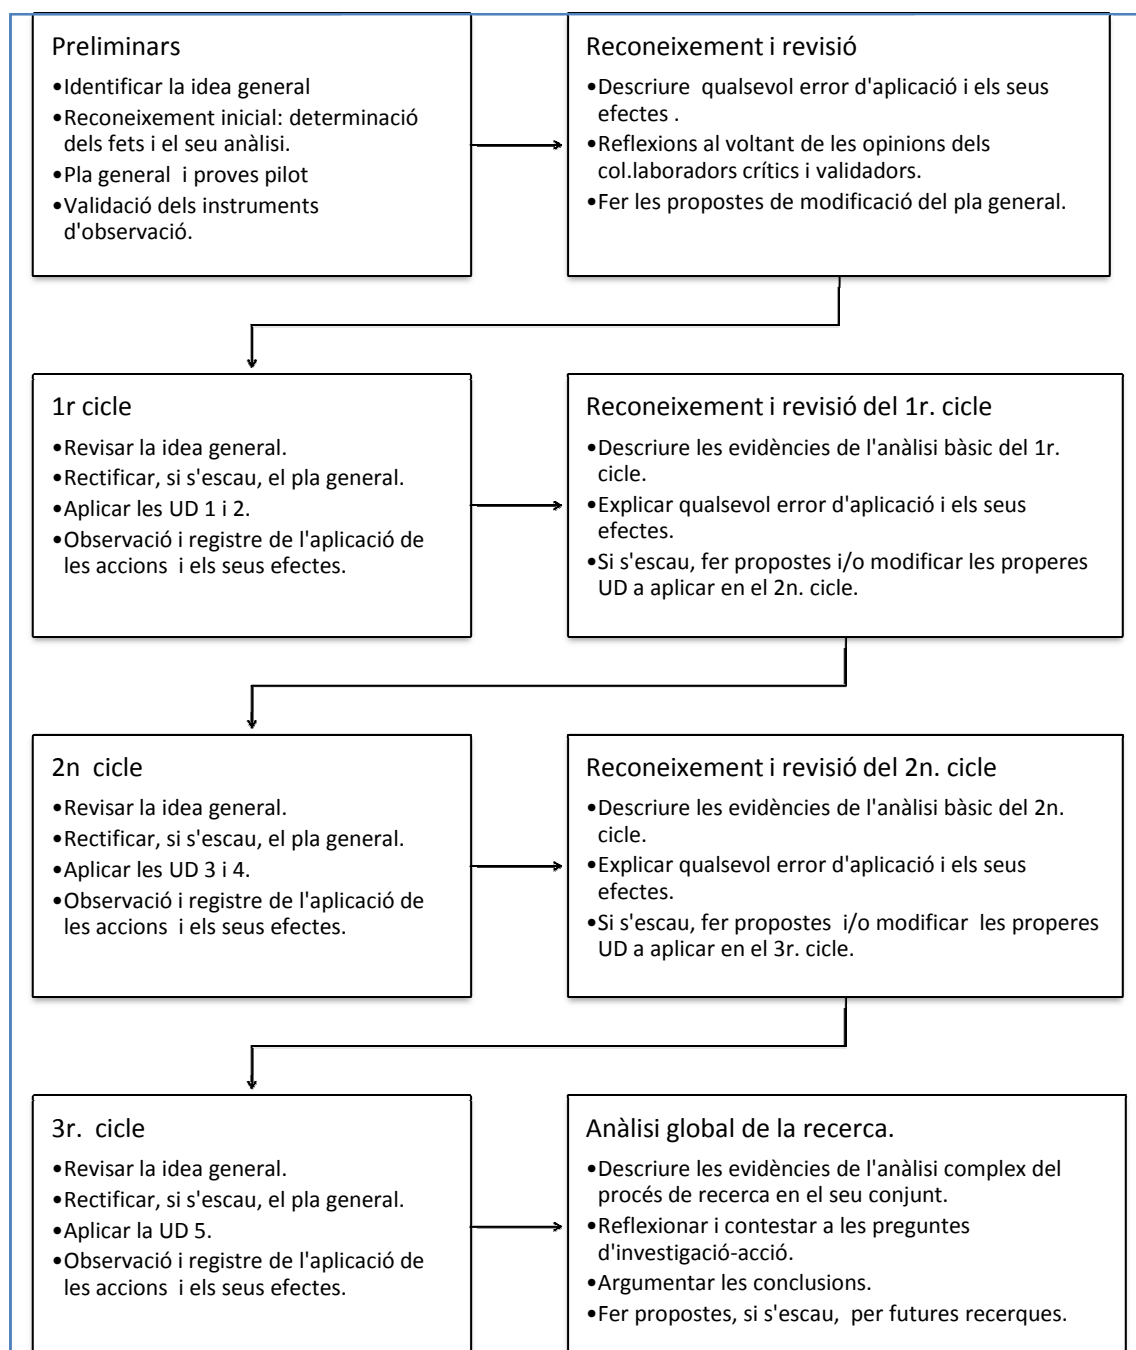 Preliminars
•Identificar la idea general
•Reconeixement inicial: determinació
dels fets i el seu anàlisi.
•Pla general  i proves pilot
•Validació dels instruments
d'observació.
Reconeixement i revisió
•Descriure  qualsevol error d'aplicació i els seus
efectes .
•Reflexions al voltant de les opinions dels
col.laboradors crítics i validadors.
•Fer les propostes de modificació del pla general.
1r cicle
•Revisar la idea general.
•Rectificar, si s'escau, el pla general.
•Aplicar les UD 1 i 2.
•Observació i registre de l'aplicació de
les accions  i els seus efectes.
Reconeixement i revisió del 1r. cicle
•Descriure les evidències de l'anàlisi bàsic del 1r.
cicle.
•Explicar qualsevol error d'aplicació i els seus
efectes.
•Si s'escau, fer propostes i/o modificar les properes
UD a aplicar en el 2n. cicle.
2n  cicle
•Revisar la idea general.
•Rectificar, si s'escau, el pla general.
•Aplicar les UD 3 i 4.
•Observació i registre de l'aplicació de
les accions  i els seus efectes.
Reconeixement i revisió del 2n. cicle
•Descriure les evidències de l'anàlisi bàsic del 2n.
cicle.
•Explicar qualsevol error d'aplicació i els seus
efectes.
•Si s'escau, fer propostes  i/o modificar  les properes
UD a aplicar en el 3r. cicle.
3r.  cicle
•Revisar la idea general.
•Rectificar, si s'escau, el pla general.
•Aplicar la UD 5.
•Observació i registre de l'aplicació de
les accions  i els seus efectes.
Anàlisi global de la recerca.
•Descriure les evidències de l'anàlisi complex del
procés de recerca en el seu conjunt.
•Reflexionar i contestar a les preguntes
d'investigació-acció.
•Argumentar les conclusions.
•Fer propostes, si s'escau,  per futures recerques.